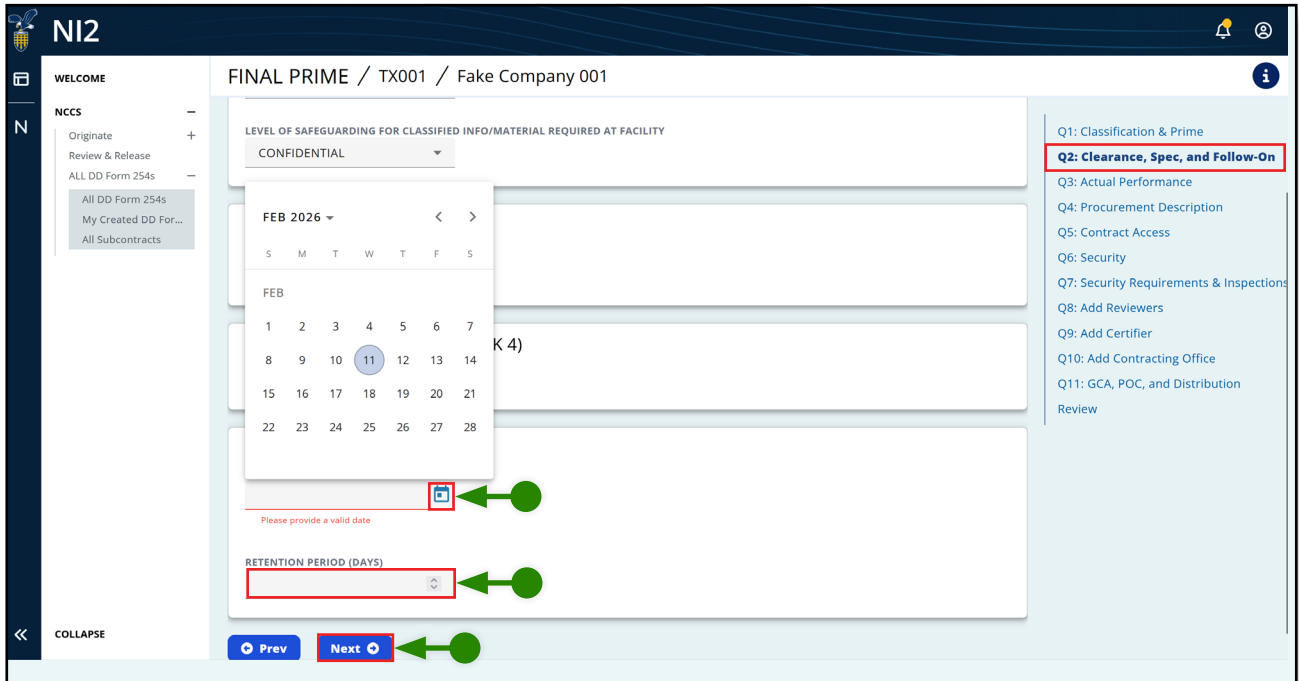 NI2
WELCOME
NCCS
Originate
Review & Release
ALL DD Form 254s
All DD Form 254s
My Created DD For...
All Subcontracts
COLLAPSE
N
FINAL PRIME / TX001 / Fake Company 001
LEVEL OF SAFEGUARDING FOR CLASSIFIED INFO/MATERIAL REQUIRED AT FACILITY
CONFIDENTIAL
FEB 2026
S M T W T F S
FEB
1 2 3 4 5 6 7
8 9 10 11 12 13 14
15 16 17 18 19 20 21
22 23 24 25 26 27 28
K 4)
Please provide a valid date
RETENTION PERIOD (DAYS)
Prev Next
Q1: Classification & Prime
Q2: Clearance, Spec, and Follow-On
Q3: Actual Performance
Q4: Procurement Description
Q5: Contract Access
Q6: Security
Q7: Security Requirements & Inspections
Q8: Add Reviewers
Q9: Add Certifier
Q10: Add Contracting Office
Q11: GCA, POC, and Distribution
Review